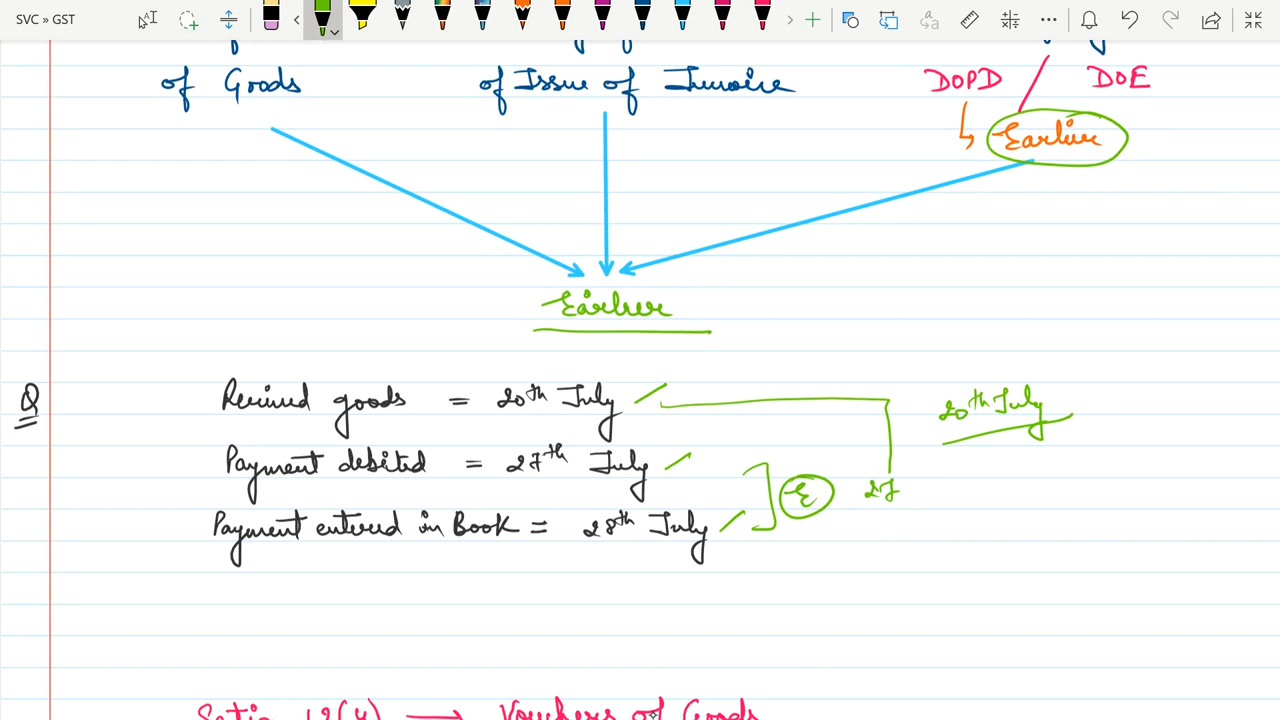 SVC » GST
of Goods
of Issue of Invoice
DOPD
DOE
Earlier
Earlier
Q
Received goods = 20th July
20th July
Payment debited = 27th July
E
27
Payment entered in Book = 28th July
12(4) → Vouchers of Goods